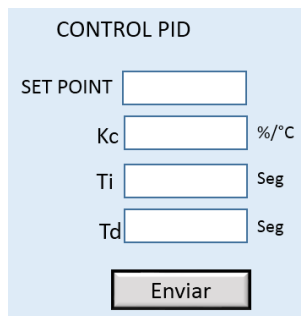 CONTROL PID
SET POINT
Kc %/°C
Ti Seg
Td Seg
Enviar